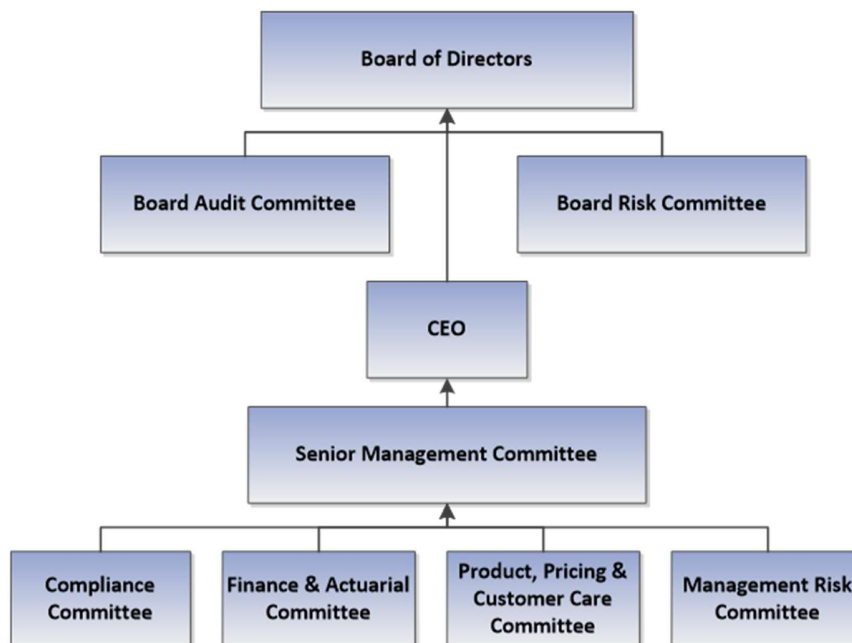 Board of Directors
Board Audit Committee
Board Risk Committee
CEO
Senior Management Committee
Compliance
Committee
Finance & Actuarial
Committee
Product, Pricing &
Customer Care
Committee
Management Risk
Committee